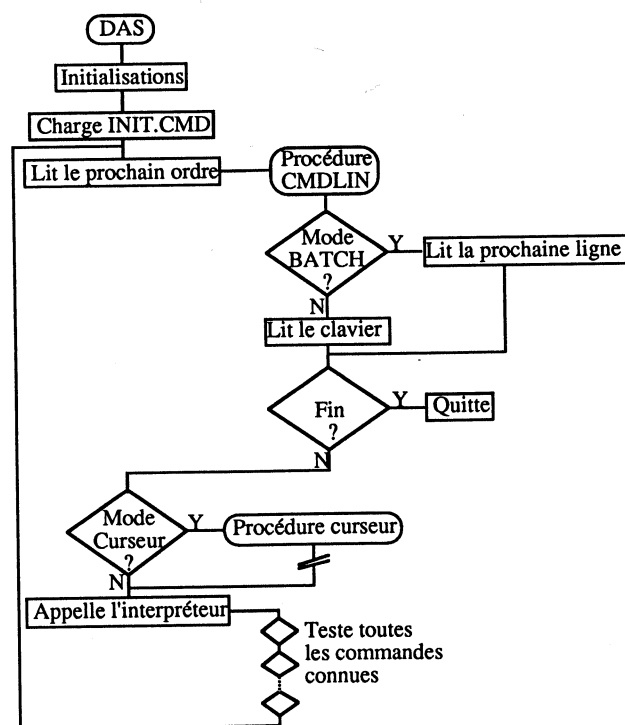 DAS
Initialisations
Charge INIT.CMD
Lit le prochain ordre
Procédure
CMDLIN
Mode
BATCH
?
Y
Lit la prochaine ligne
N
Lit le clavier
Fin
?
Y
Quitte
N
Mode
Curseur
?
Y
Procédure curseur
N
Appelle l'interpréteur
Teste toutes
les commandes
connues